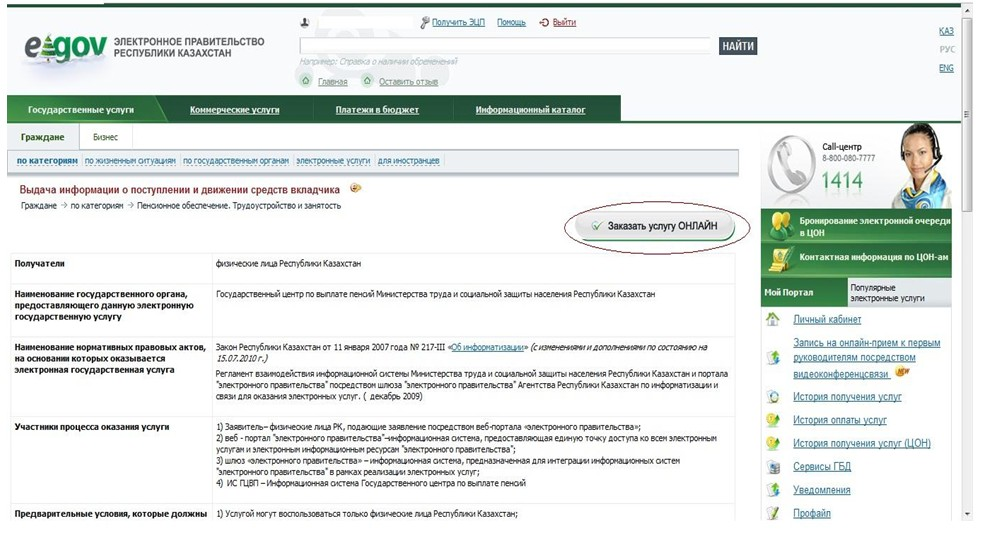 Получить ЭЦП Помощь Выйти
egov ЭЛЕКТРОННОЕ ПРАВИТЕЛЬСТВО
РЕСПУБЛИКИ КАЗАХСТАН
НАЙТИ
Например: Справка о наличии обременений
Главная Оставить отзыв
ҚАЗ
РУС
ENG
Государственные услуги Коммерческие услуги Платежи в бюджет Информационный каталог
Граждане Бизнес
по категориям по жизненным ситуациям по государственным органам электронные услуги для иностранцев
Выдача информации о поступлении и движении средств вкладчика
Граждане → по категориям → Пенсионное обеспечение. Трудоустройство и занятость
Заказать услугу ОНЛАЙН
Получатели физические лица Республики Казахстан
Наименование государственного органа,
предоставляющего данную электронную
государственную услугу
Государственный центр по выплате пенсий Министерства труда и социальной защиты населения Республики Казахстан
Наименование нормативных правовых актов,
на основании которых оказывается
электронная государственная услуга
Закон Республики Казахстан от 11 января 2007 года № 217-III «Об информатизации» (с изменениями и дополнениями по состоянию на
15.07.2010 г.)
Регламент взаимодействия информационной системы Министерства труда и социальной защиты населения Республики Казахстан и портала
"электронного правительства" посредством шлюза "электронного правительства" Агентства Республики Казахстан по информатизации и
связи для оказания электронных услуг. ( декабрь 2009)
Участники процесса оказания услуги
1) Заявитель– физические лица РК, подающие заявление посредством веб-портала «электронного правительства»;
2) веб - портал "электронного правительства"–информационная система, предоставляющая единую точку доступа ко всем электронным
услугам и электронным информационным ресурсам "электронного правительства";
3) шлюз «электронного правительства» – информационная система, предназначенная для интеграции информационных систем
"электронного правительства" в рамках реализации электронных услуг;
4) ИС ГЦВП – Информационная система Государственного центра по выплате пенсий
Предварительные условия, которые должны 1) Услугой могут воспользоваться только физические лица Республики Казахстан;
Call-центр
8-800-080-7777
1414
Бронирование электронной очереди
в ЦОН
Контактная информация по ЦОН-ам
Мой Портал
Популярные
электронные услуги
Личный кабинет
Запись на онлайн-прием к первым
руководителям посредством
видеоконференцсвязи NEW
История получения услуг
История оплаты услуг
История получения услуг (ЦОН)
Сервисы ГБД
Уведомления
Профайл